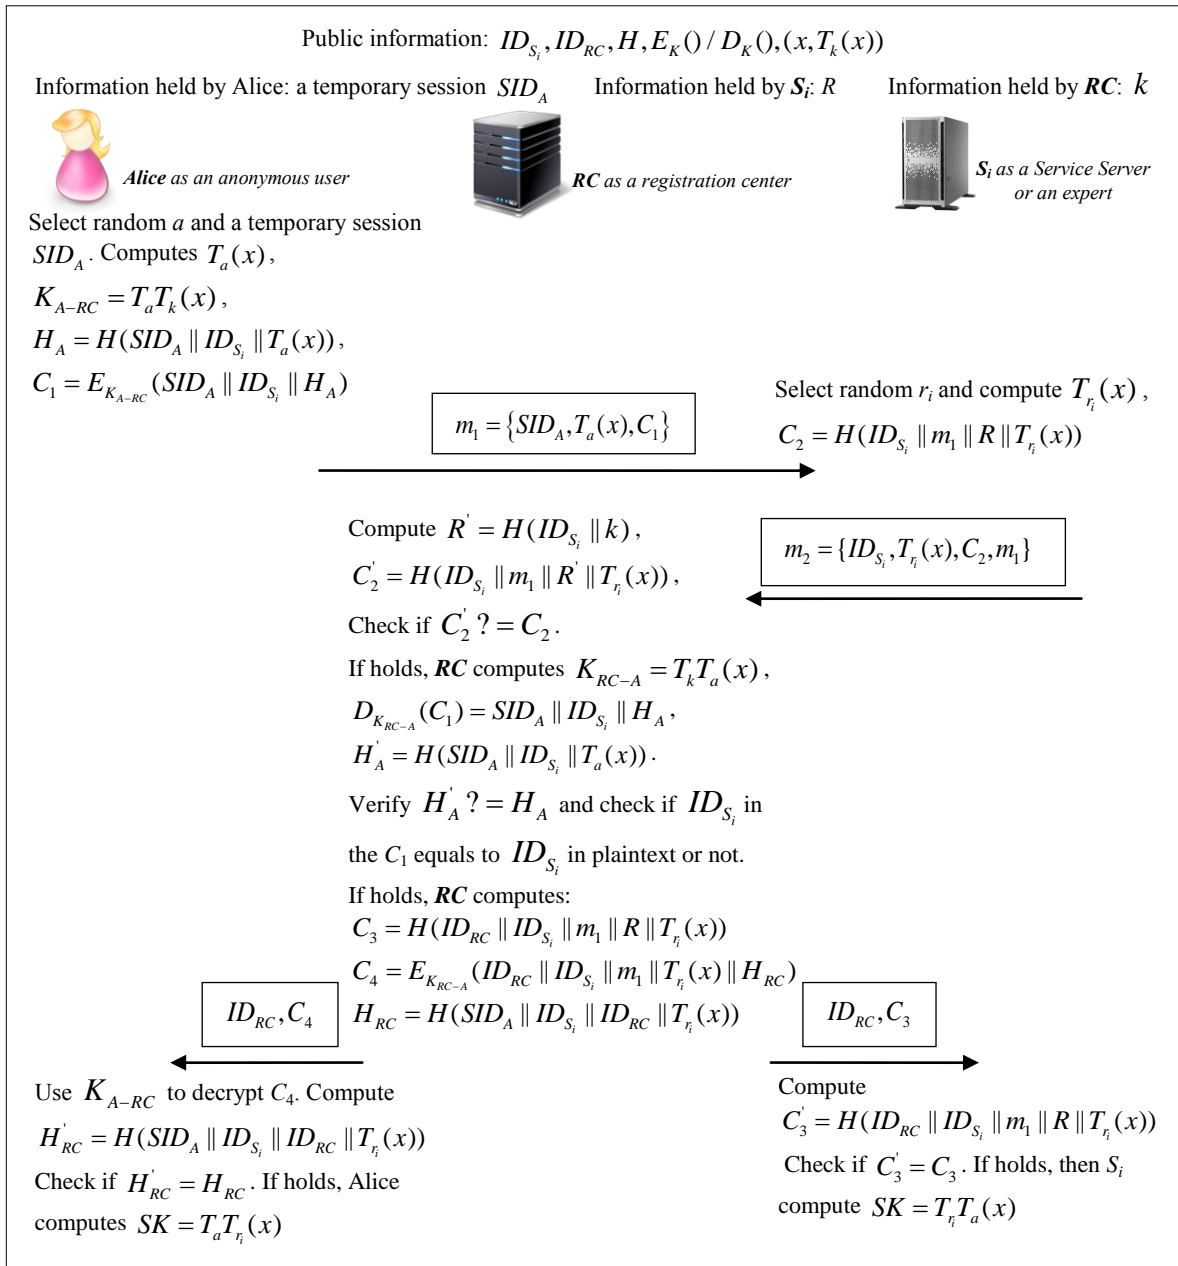 Public information: $ID_{S_i}, ID_{RC}, H, E_K() / D_K(), (x, T_k(x))$
Information held by Alice: a temporary session $SID_A$
Information held by $S_i$: $R$
Information held by RC: $k$
Alice as an anonymous user
RC as a registration center
$S_i$ as a Service Server
or an expert
Select random $a$ and a temporary session
$SID_A$. Computes $T_a(x)$,
$K_{A-RC} = T_aT_k(x)$,
$H_A = H(SID_A \| ID_{S_i} \| T_a(x))$,
$C_1 = E_{K_{A-RC}}(SID_A \| ID_{S_i} \| H_A)$
$m_1 = \{SID_A, T_a(x), C_1\}$
Select random $r_i$ and compute $T_{r_i}(x)$,
$C_2 = H(ID_{S_i} \| m_1 \| R \| T_{r_i}(x))$
$m_2 = \{ID_{S_i}, T_{r_i}(x), C_2, m_1\}$
Compute $R' = H(ID_{S_i} \| k)$,
$C_2' = H(ID_{S_i} \| m_1 \| R' \| T_{r_i}(x))$,
Check if $C_2' ?= C_2$.
If holds, RC computes $K_{RC-A} = T_kT_a(x)$,
$D_{K_{RC-A}}(C_1) = SID_A \| ID_{S_i} \| H_A$,
$H_A' = H(SID_A \| ID_{S_i} \| T_a(x))$.
Verify $H_A' ?= H_A$ and check if $ID_{S_i}$ in
the $C_1$ equals to $ID_{S_i}$ in plaintext or not.
If holds, RC computes:
$C_3 = H(ID_{RC} \| ID_{S_i} \| m_1 \| R \| T_{r_i}(x))$
$C_4 = E_{K_{RC-A}}(ID_{RC} \| ID_{S_i} \| m_1 \| T_{r_i}(x) \| H_{RC})$
$H_{RC} = H(SID_A \| ID_{S_i} \| ID_{RC} \| T_{r_i}(x))$
$ID_{RC}, C_4$
$ID_{RC}, C_3$
Use $K_{A-RC}$ to decrypt $C_4$. Compute
$H_{RC}' = H(SID_A \| ID_{S_i} \| ID_{RC} \| T_{r_i}(x))$
Check if $H_{RC}' = H_{RC}$. If holds, Alice
computes $SK = T_aT_{r_i}(x)$
Compute
$C_3' = H(ID_{RC} \| ID_{S_i} \| m_1 \| R \| T_{r_i}(x))$
Check if $C_3' = C_3$. If holds, then $S_i$
compute $SK = T_{r_i}T_a(x)$